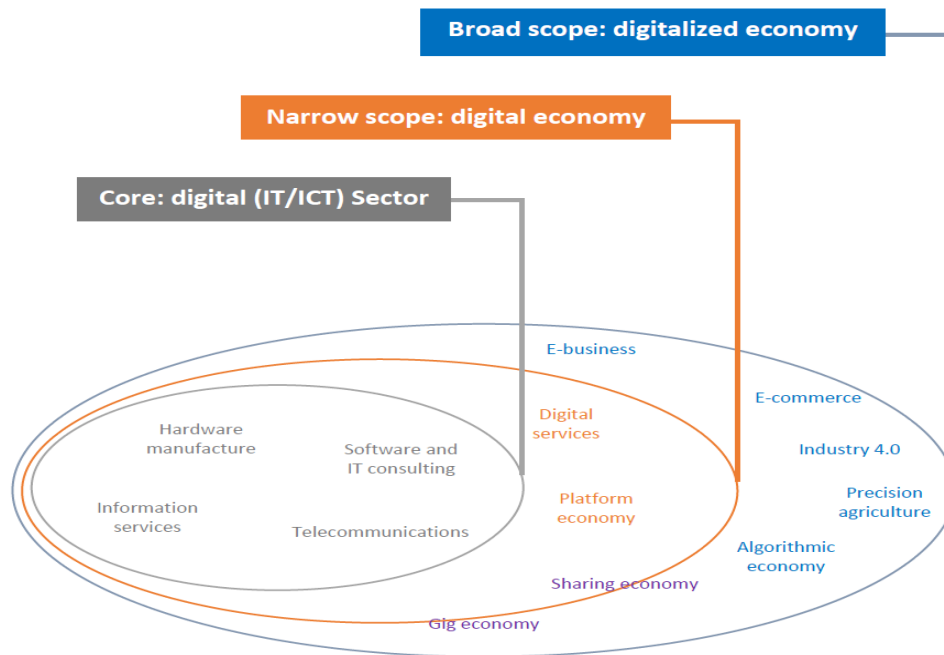 Broad scope: digitalized economy
Narrow scope: digital economy
Core: digital (IT/ICT) Sector
E-business
E-commerce
Digital
services
Hardware
manufacture
Software and
IT consulting
Industry 4.0
Information
services
Telecommunications
Platform
economy
Precision
agriculture
Algorithmic
economy
Sharing economy
Gig economy